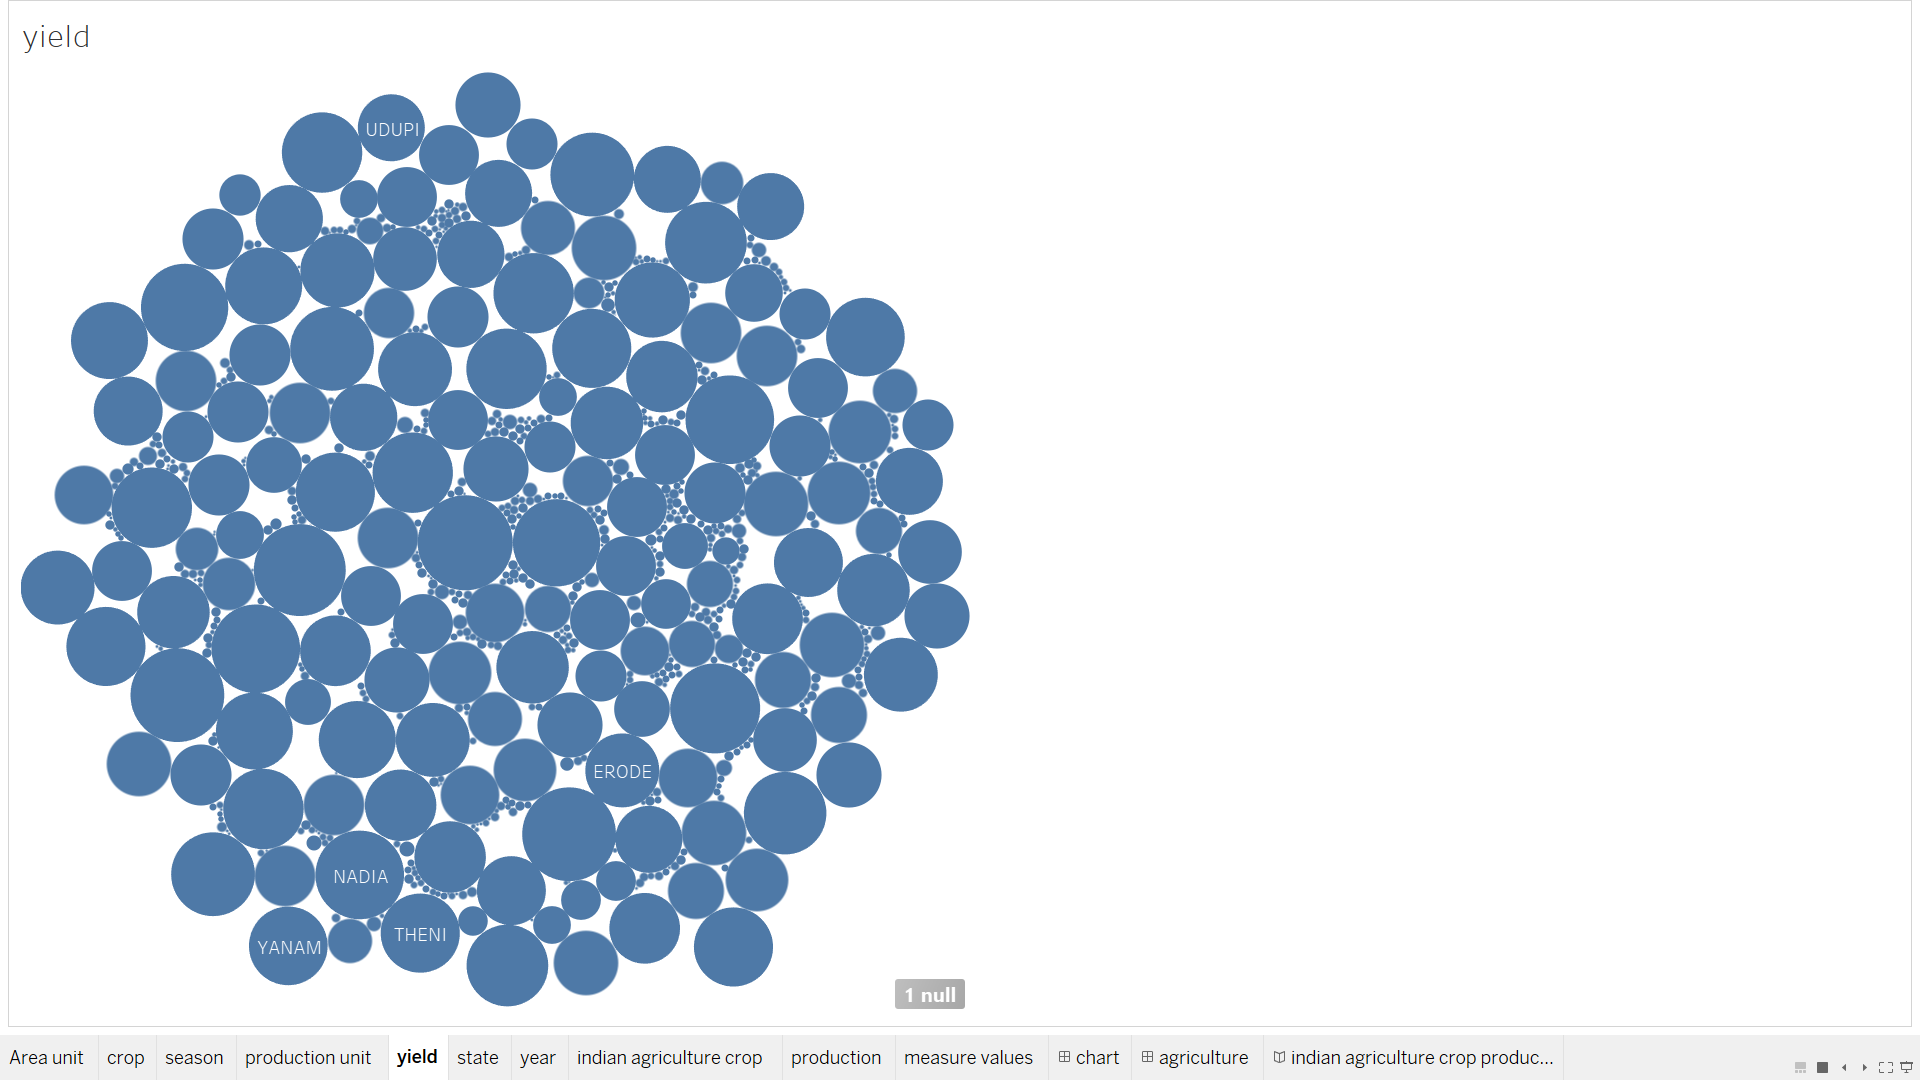 yield
UDUPI
ERODE
NADIA
THENI
YANAM
1 null
Area unit crop season production unit yield state year indian agriculture crop production measure values chart agriculture indian agriculture crop produc...